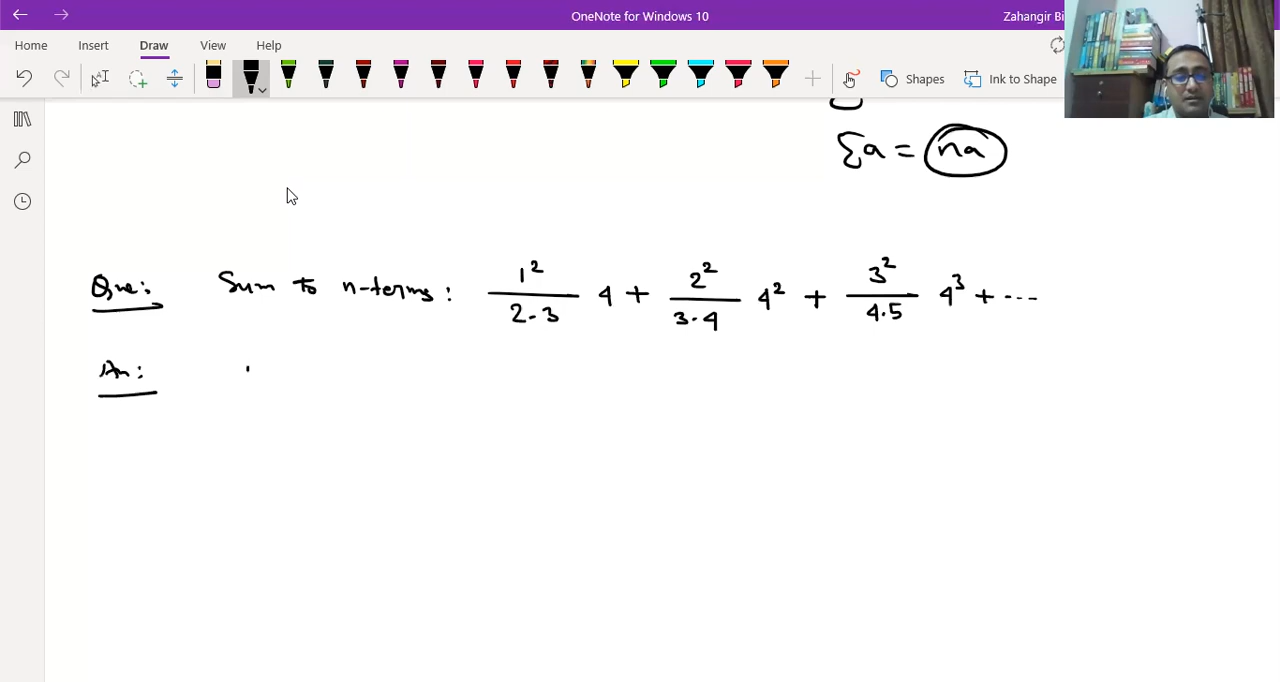 OneNote for Windows 10
Zahangir Bi
Home Insert Draw View Help
Shapes Ink to Shape
Σa = na
Que: Sum to n-terms: 1²/2·3 4 + 2²/3·4 4² + 3²/4.5 4³ + ---
An: